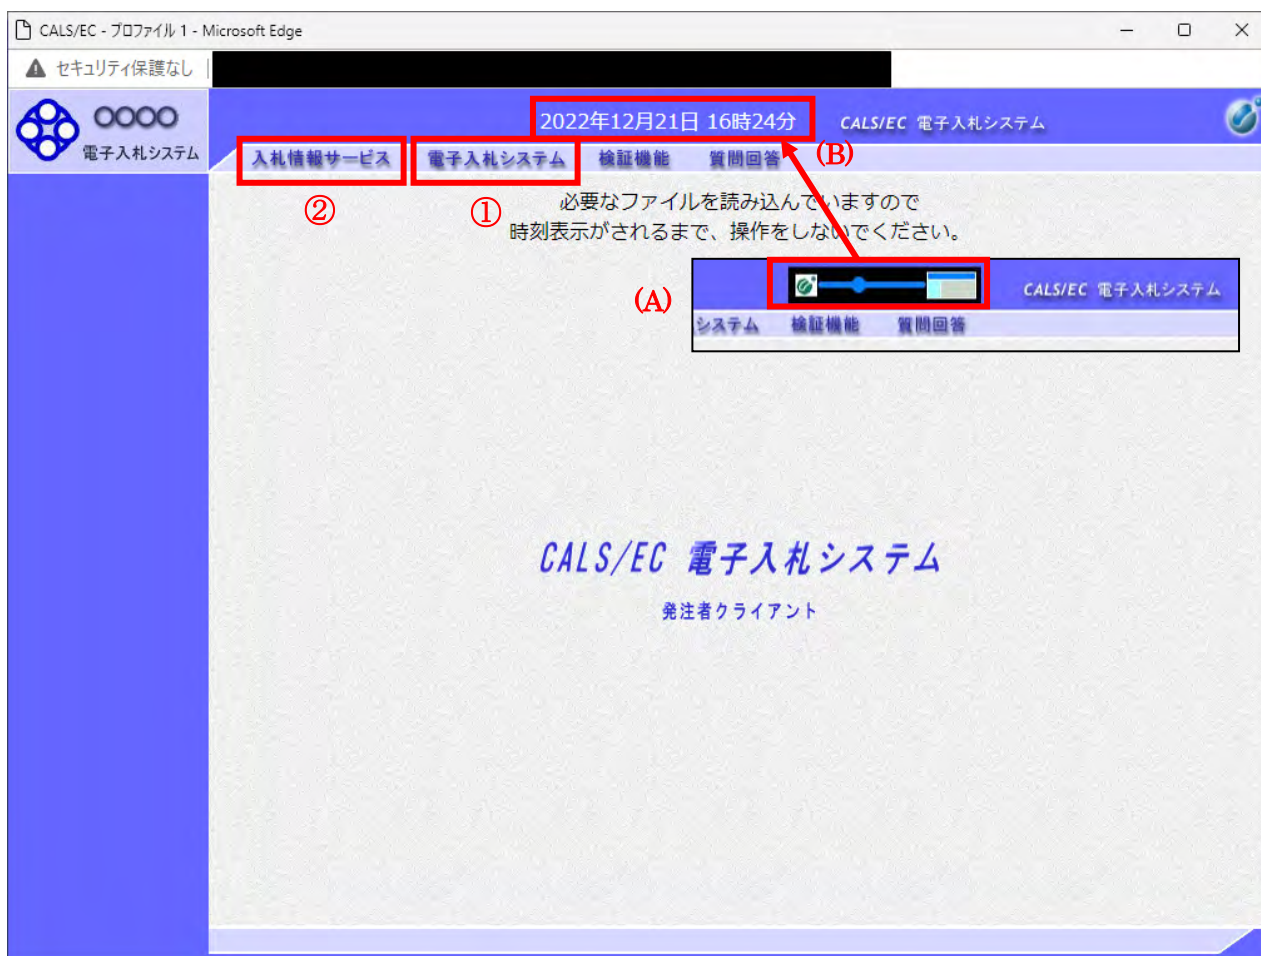 CALS/EC - プロファイル 1 - Microsoft Edge
セキュリティ保護なし
〇〇〇〇
電子入札システム
2022年12月21日 16時24分
CALS/EC 電子入札システム
入札情報サービス 電子入札システム 検証機能 質問回答
(B)
② ①
必要なファイルを読み込んでいますので
時刻表示がされるまで、操作をしないでください。
(A)
CALS/EC 電子入札システム
システム 検証機能 質問回答
CALS/EC 電子入札システム
発注者クライアント